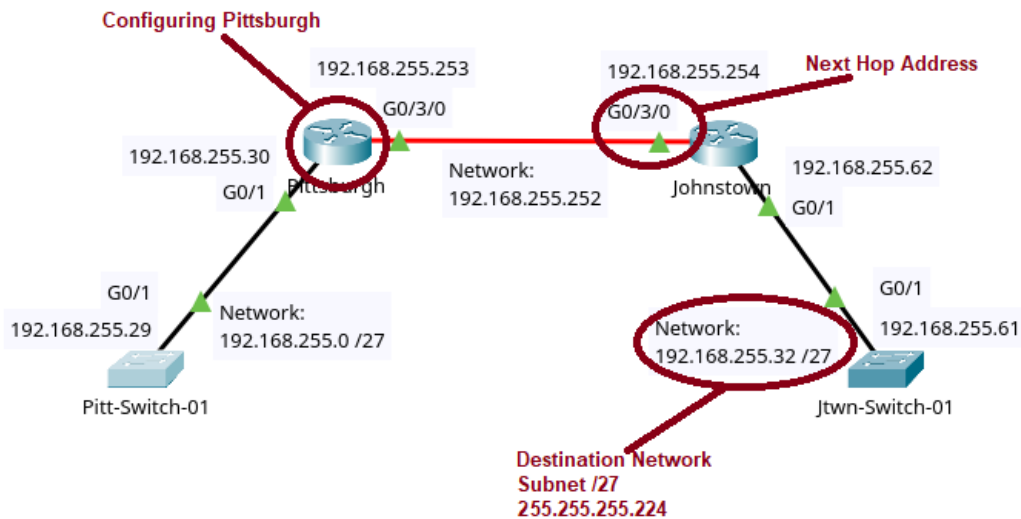 Configuring Pittsburgh
192.168.255.253
G0/3/0
192.168.255.254
G0/3/0
Next Hop Address
192.168.255.30
G0/1
Pittsburgh
Network:
192.168.255.252
Johnstown
192.168.255.62
G0/1
G0/1
192.168.255.29
Network:
192.168.255.0 /27
Pitt-Switch-01
Network:
192.168.255.32 /27
G0/1
192.168.255.61
Jtwn-Switch-01
Destination Network
Subnet /27
255.255.255.224